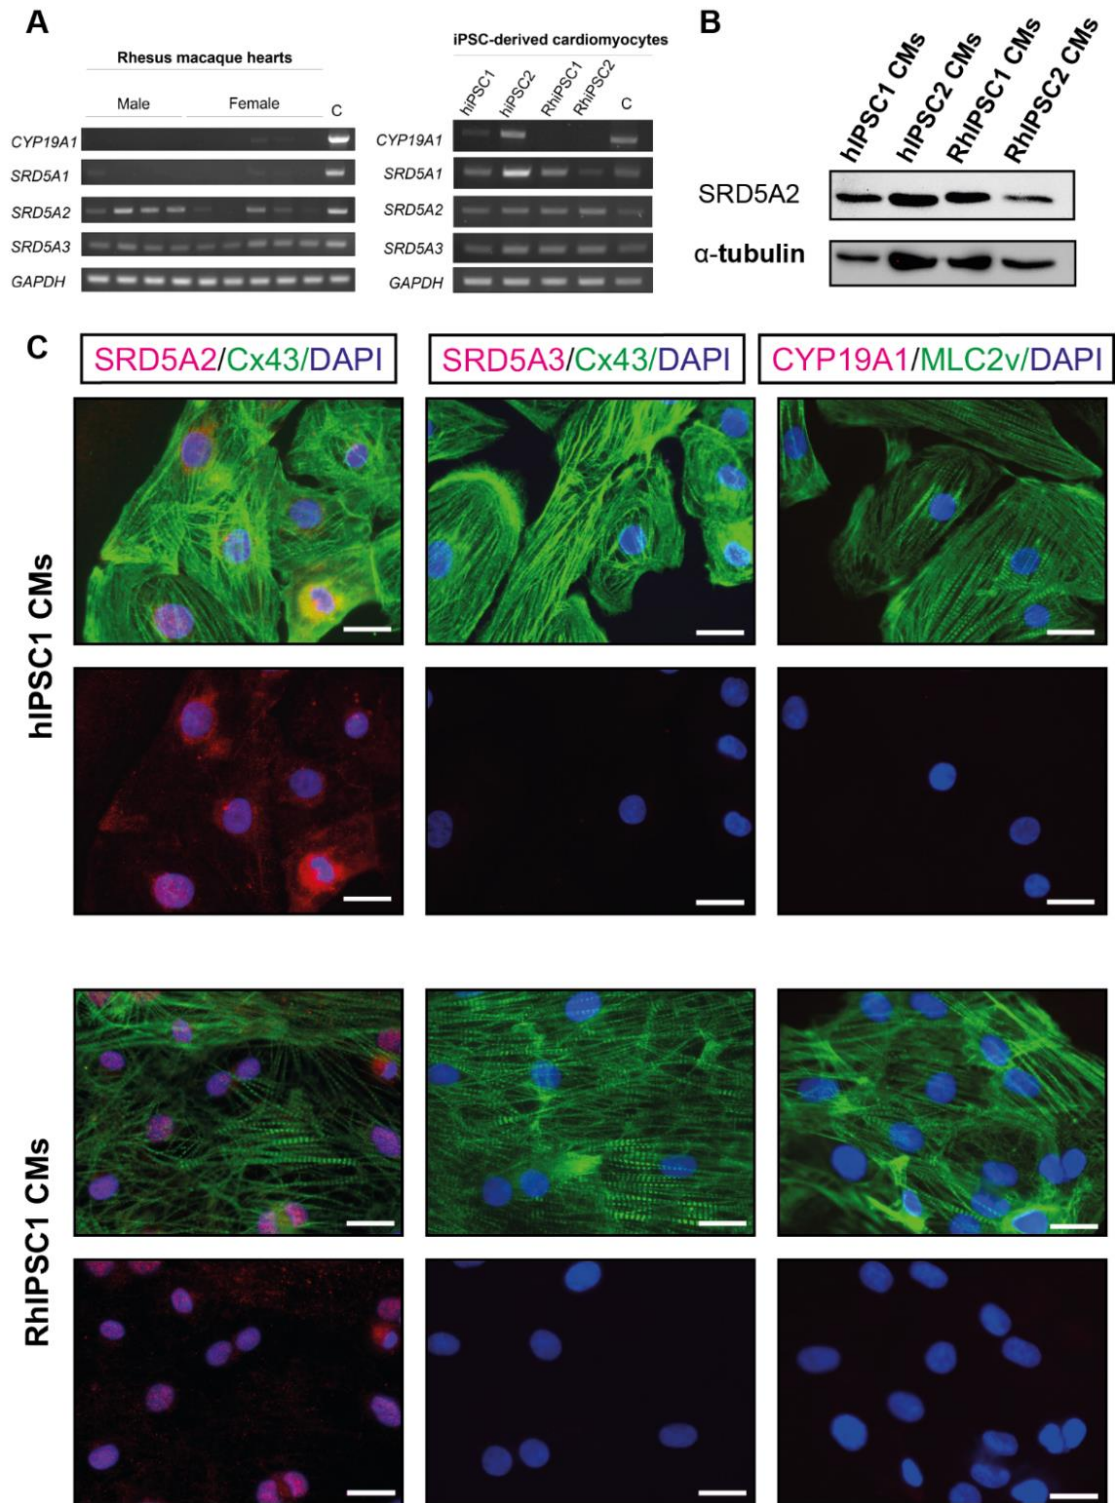 A
Rhesus macaque hearts
Male
Female
C
CYP19A1
SRD5A1
SRD5A2
SRD5A3
GAPDH
iPSC-derived cardiomyocytes
hiPSC1
hiPSC2
RhiPSC1
RhiPSC2
C
CYP19A1
SRD5A1
SRD5A2
SRD5A3
GAPDH
B
hIPSC1 CMs
hIPSC2 CMs
RhIPSC1 CMs
RhIPSC2 CMs
SRD5A2
α-tubulin
C
SRD5A2/Cx43/DAPI
SRD5A3/Cx43/DAPI
CYP19A1/MLC2v/DAPI
hIPSC1 CMs
RhIPSC1 CMs